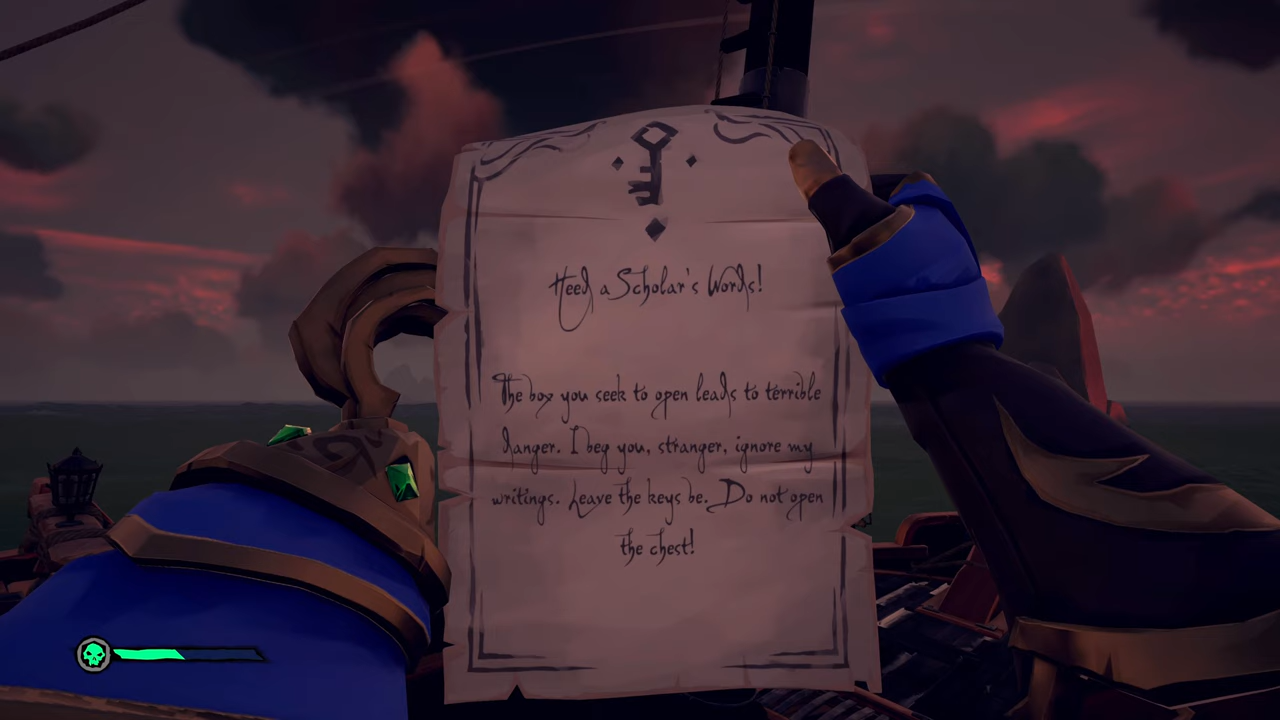 Heed a Scholar's Words!
The box you seek to open leads to terrible
danger. I beg you, stranger, ignore my
writings. Leave the keys be. Do not open
the chest!